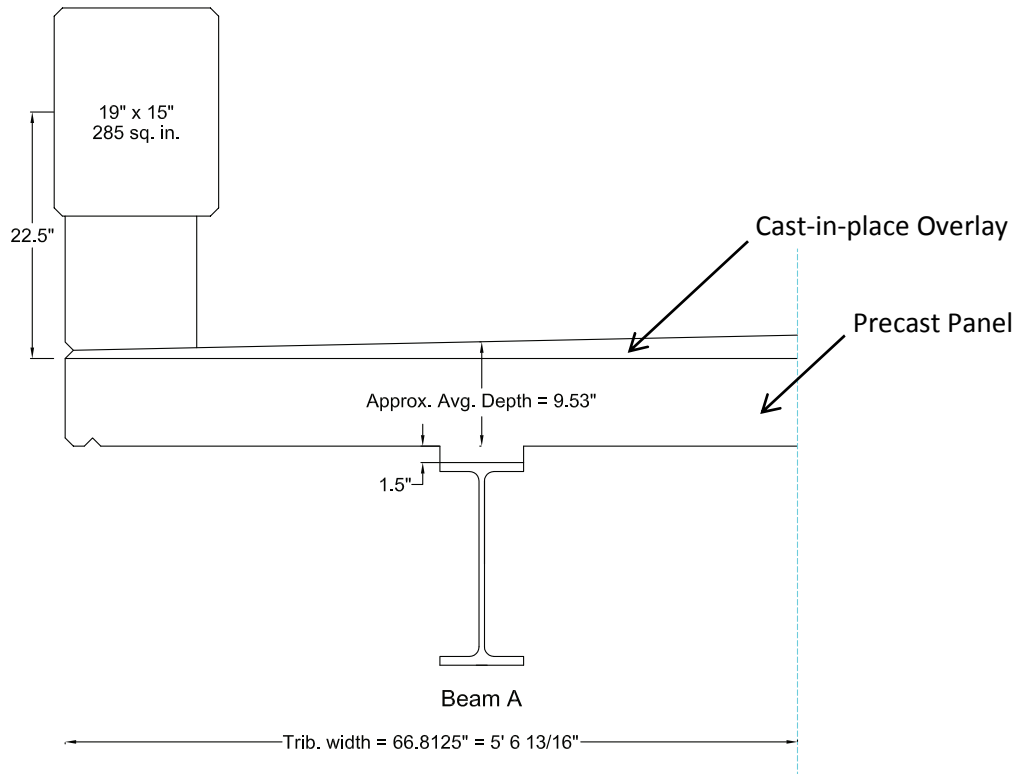 19" x 15"
285 sq. in.
22.5"
Cast-in-place Overlay
Precast Panel
Approx. Avg. Depth = 9.53"
1.5"
Beam A
Trib. width = 66.8125" = 5' 6 13/16"